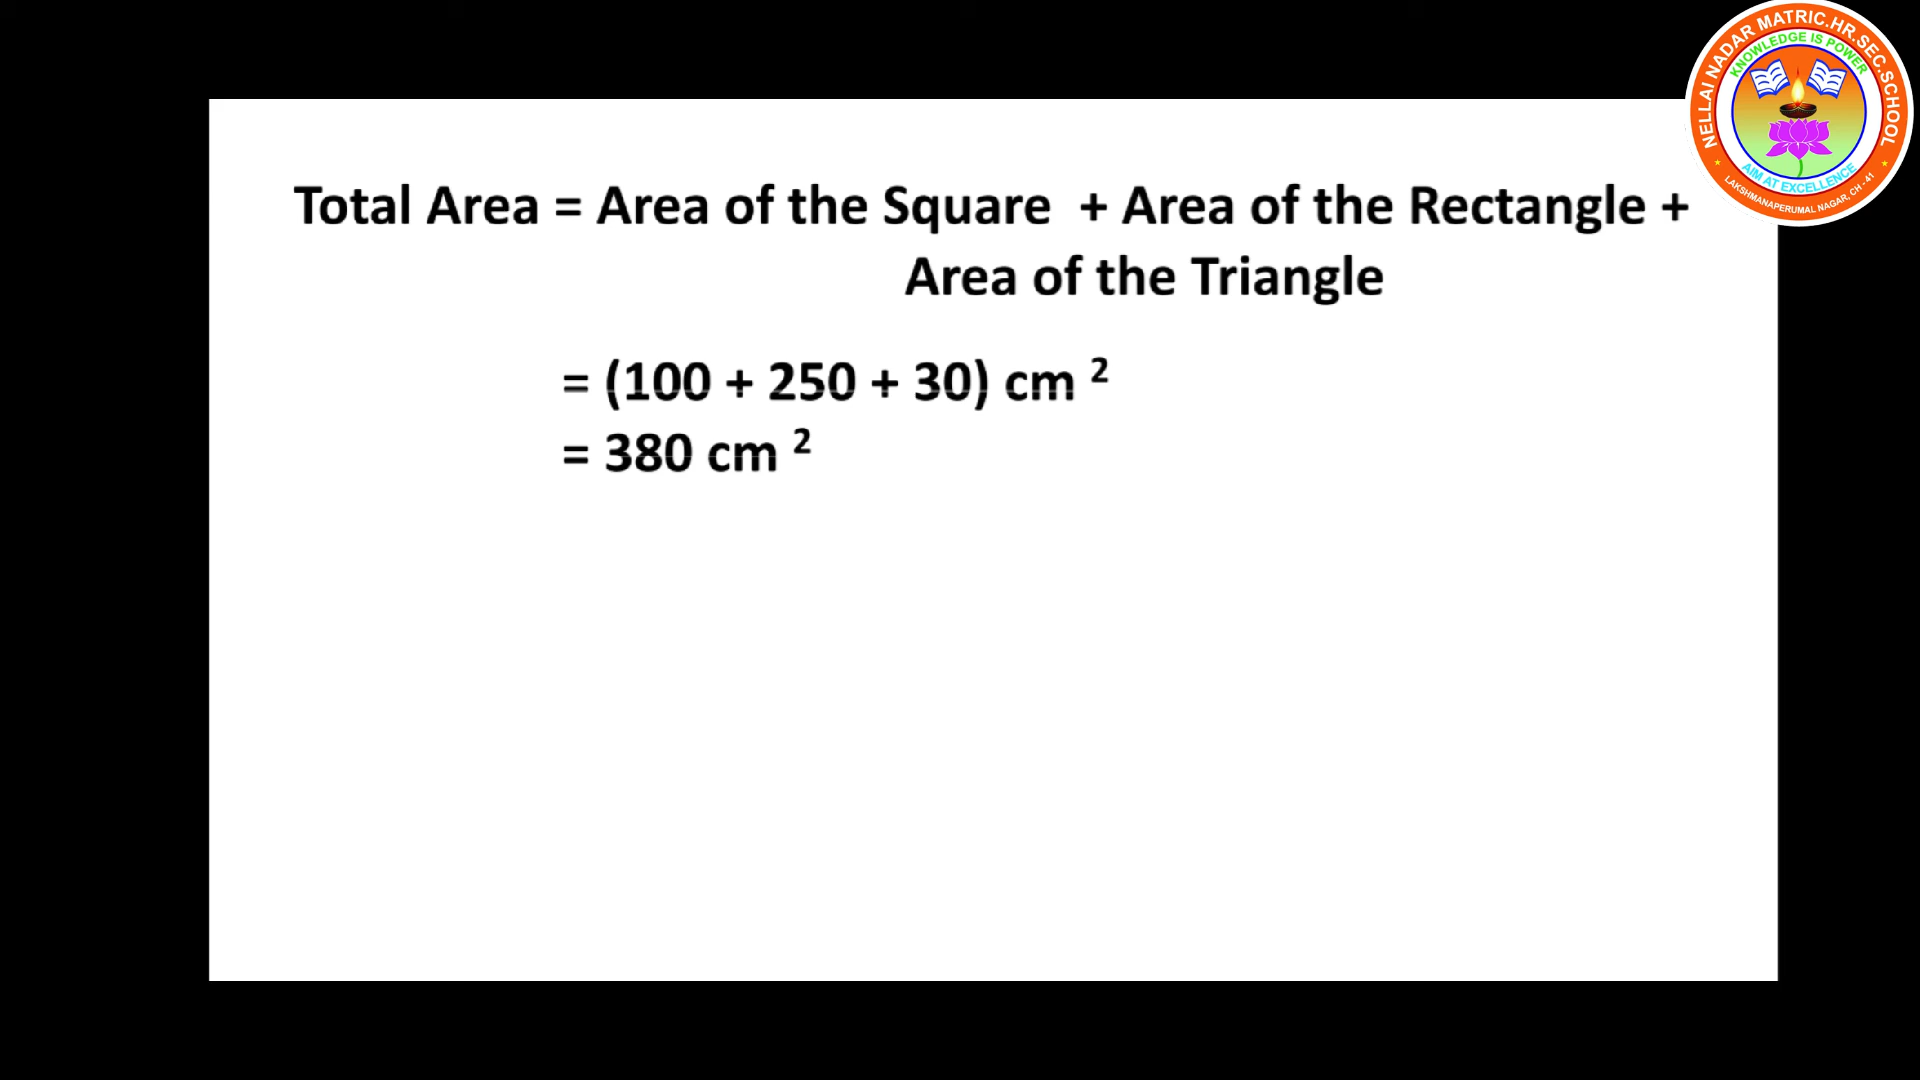 Total Area = Area of the Square + Area of the Rectangle +
Area of the Triangle
= (100 + 250 + 30) cm ²
= 380 cm ²
NELLAI NADAR MATRIC.HR.SEC.SCHOOL
KNOWLEDGE IS POWER
AIM AT EXCELLENCE
LAKSHMANAPERUMAL NAGAR, CH - 41